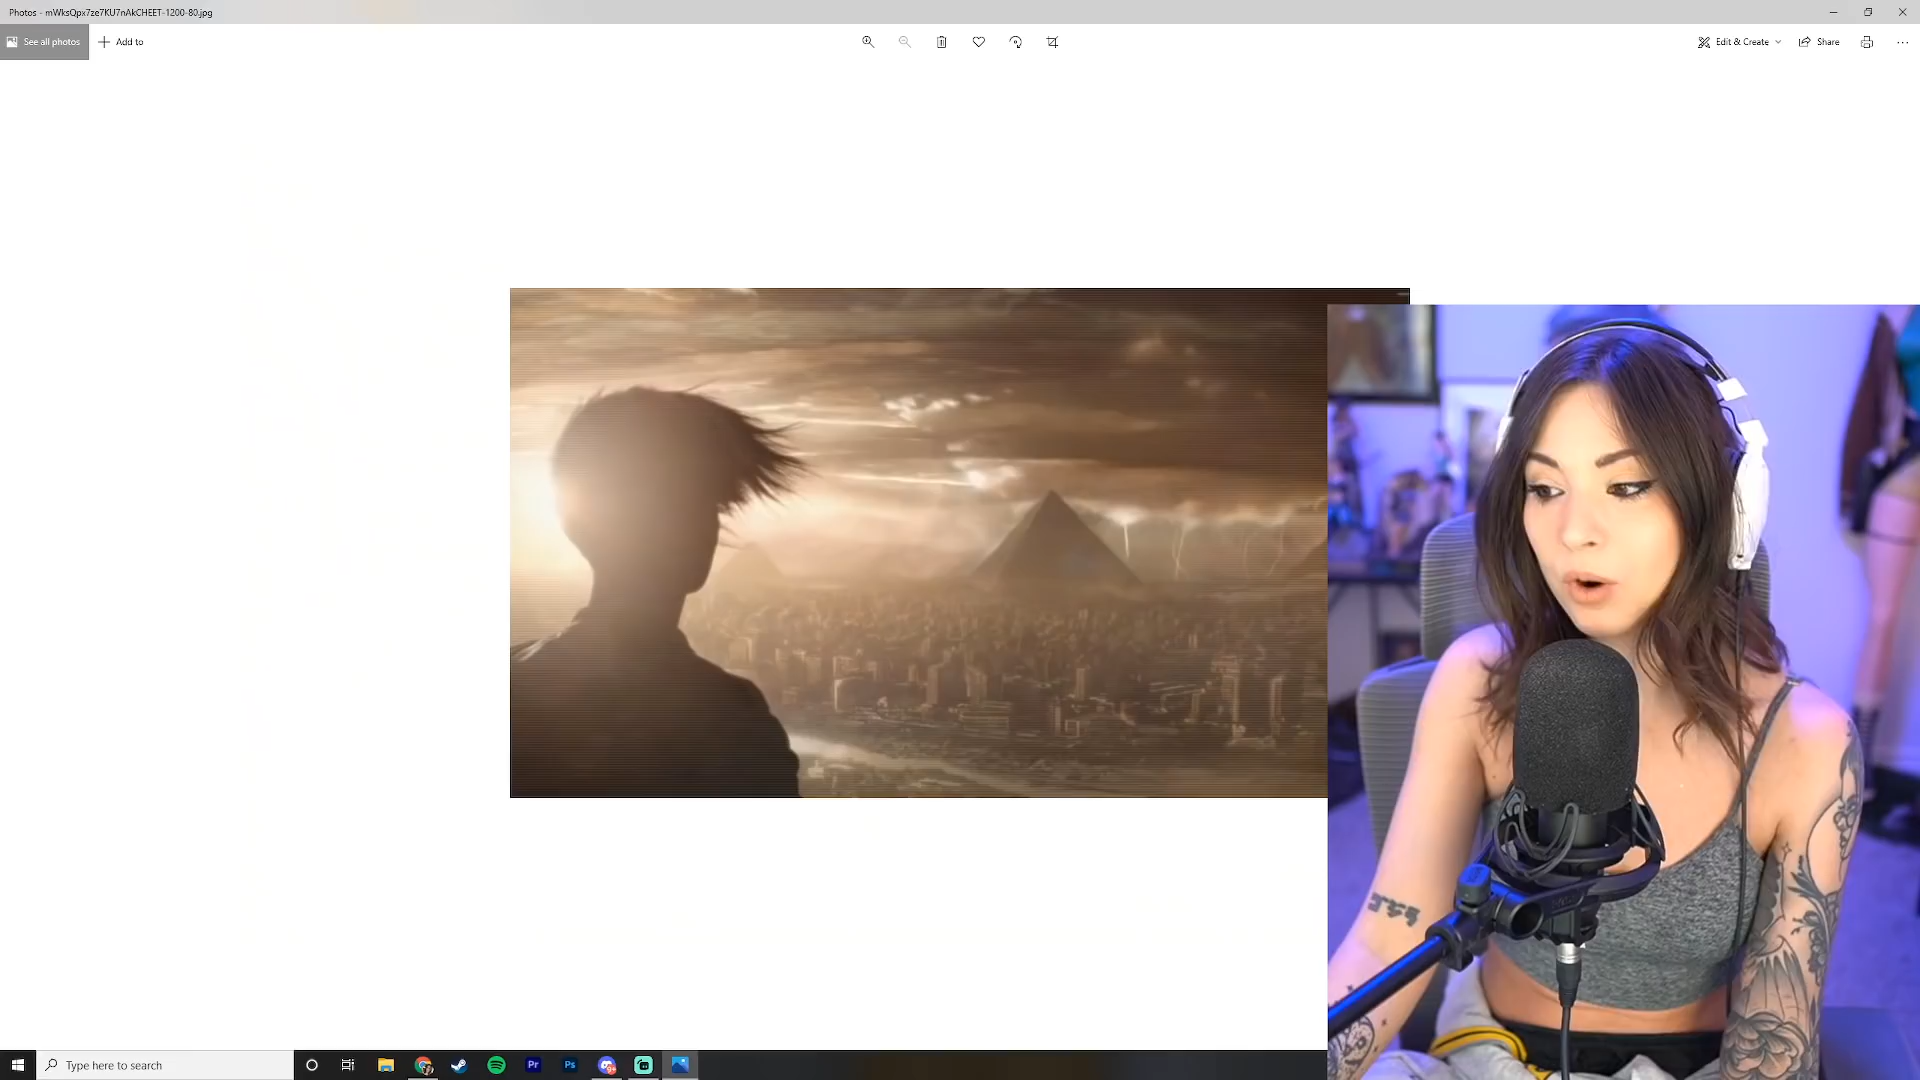 Photos - mWksQpx7ze7KU7nAkCHEET-1200-80.jpg
See all photos
Add to
Edit & Create
Share
Type here to search
Pr
Ps